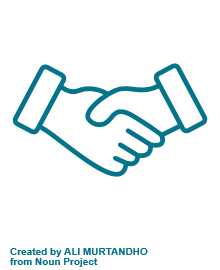 Created by ALI MURTANDHO
from Noun Project